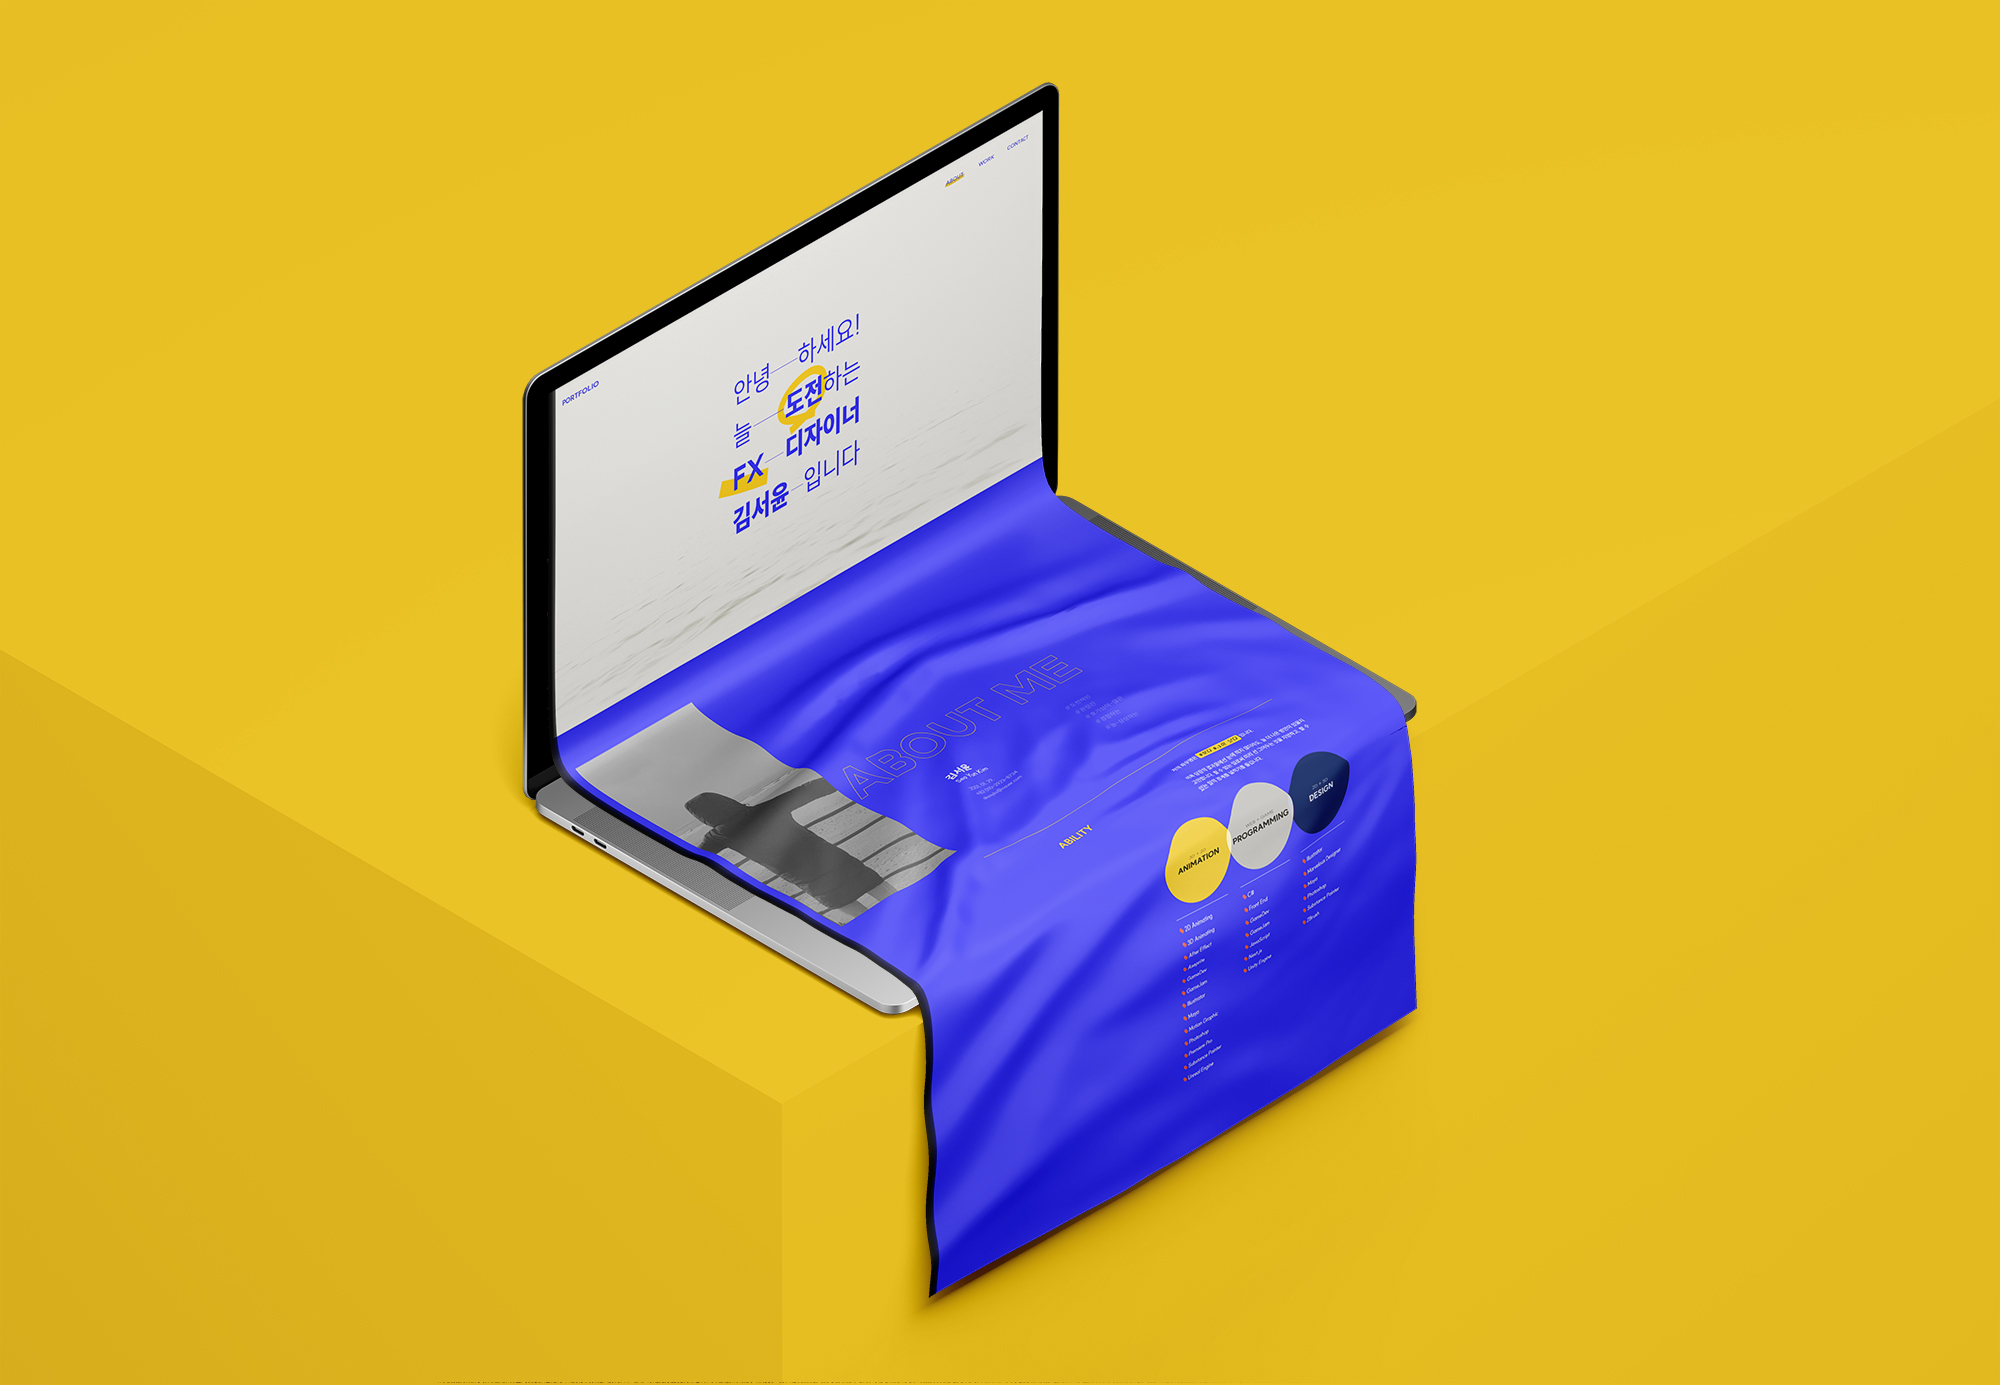 PORTFOLIO
ABOUT
WORK
CONTACT
안녕 하세요!
늘 도전하는
FX 디자이너
김서윤 입니다
ABOUT ME
김서윤
Seo Yun Kim
ABILITY
ANIMATION
2D Animating
3D Animating
After Effect
Aseprite
GameDev
GameJam
Illustrator
Maya
Motion Graphic
Photoshop
Premiere Pro
Substance Painter
Unreal Engine
PROGRAMMING
C#
Front End
GameDev
GameJam
JavaScript
Next.js
Unity Engine
DESIGN
Illustrator
Marvelous Designer
Maya
Photoshop
Substance Painter
ZBrush